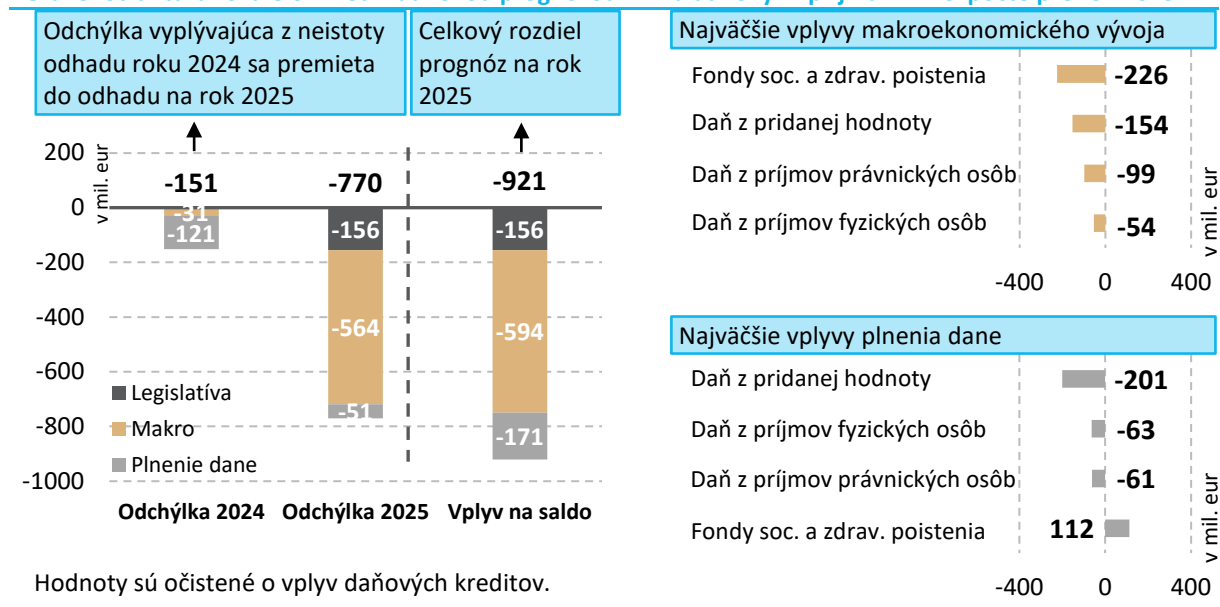 Odchýlka vyplývajúca z neistoty
odhadu roku 2024 sa premieta
do odhadu na rok 2025
Celkový rozdiel
prognóz na rok
2025
200
0
-200
-400
-600
-800
-1000
v mil. eur
-151
-770
-921
-31
-121
-156
-564
-51
-156
-594
-171
Legislatíva
Makro
Plnenie dane
Odchýlka 2024 Odchýlka 2025 Vplyv na saldo
Hodnoty sú očistené o vplyv daňových kreditov.
Najväčšie vplyvy makroekonomického vývoja
Fondy soc. a zdrav. poistenia -226
Daň z pridanej hodnoty -154
Daň z príjmov právnických osôb -99
Daň z príjmov fyzických osôb -54
v mil. eur
-400 0 400
Najväčšie vplyvy plnenia dane
Daň z pridanej hodnoty -201
Daň z príjmov fyzických osôb -63
Daň z príjmov právnických osôb -61
Fondy soc. a zdrav. poistenia 112
v mil. eur
-400 0 400